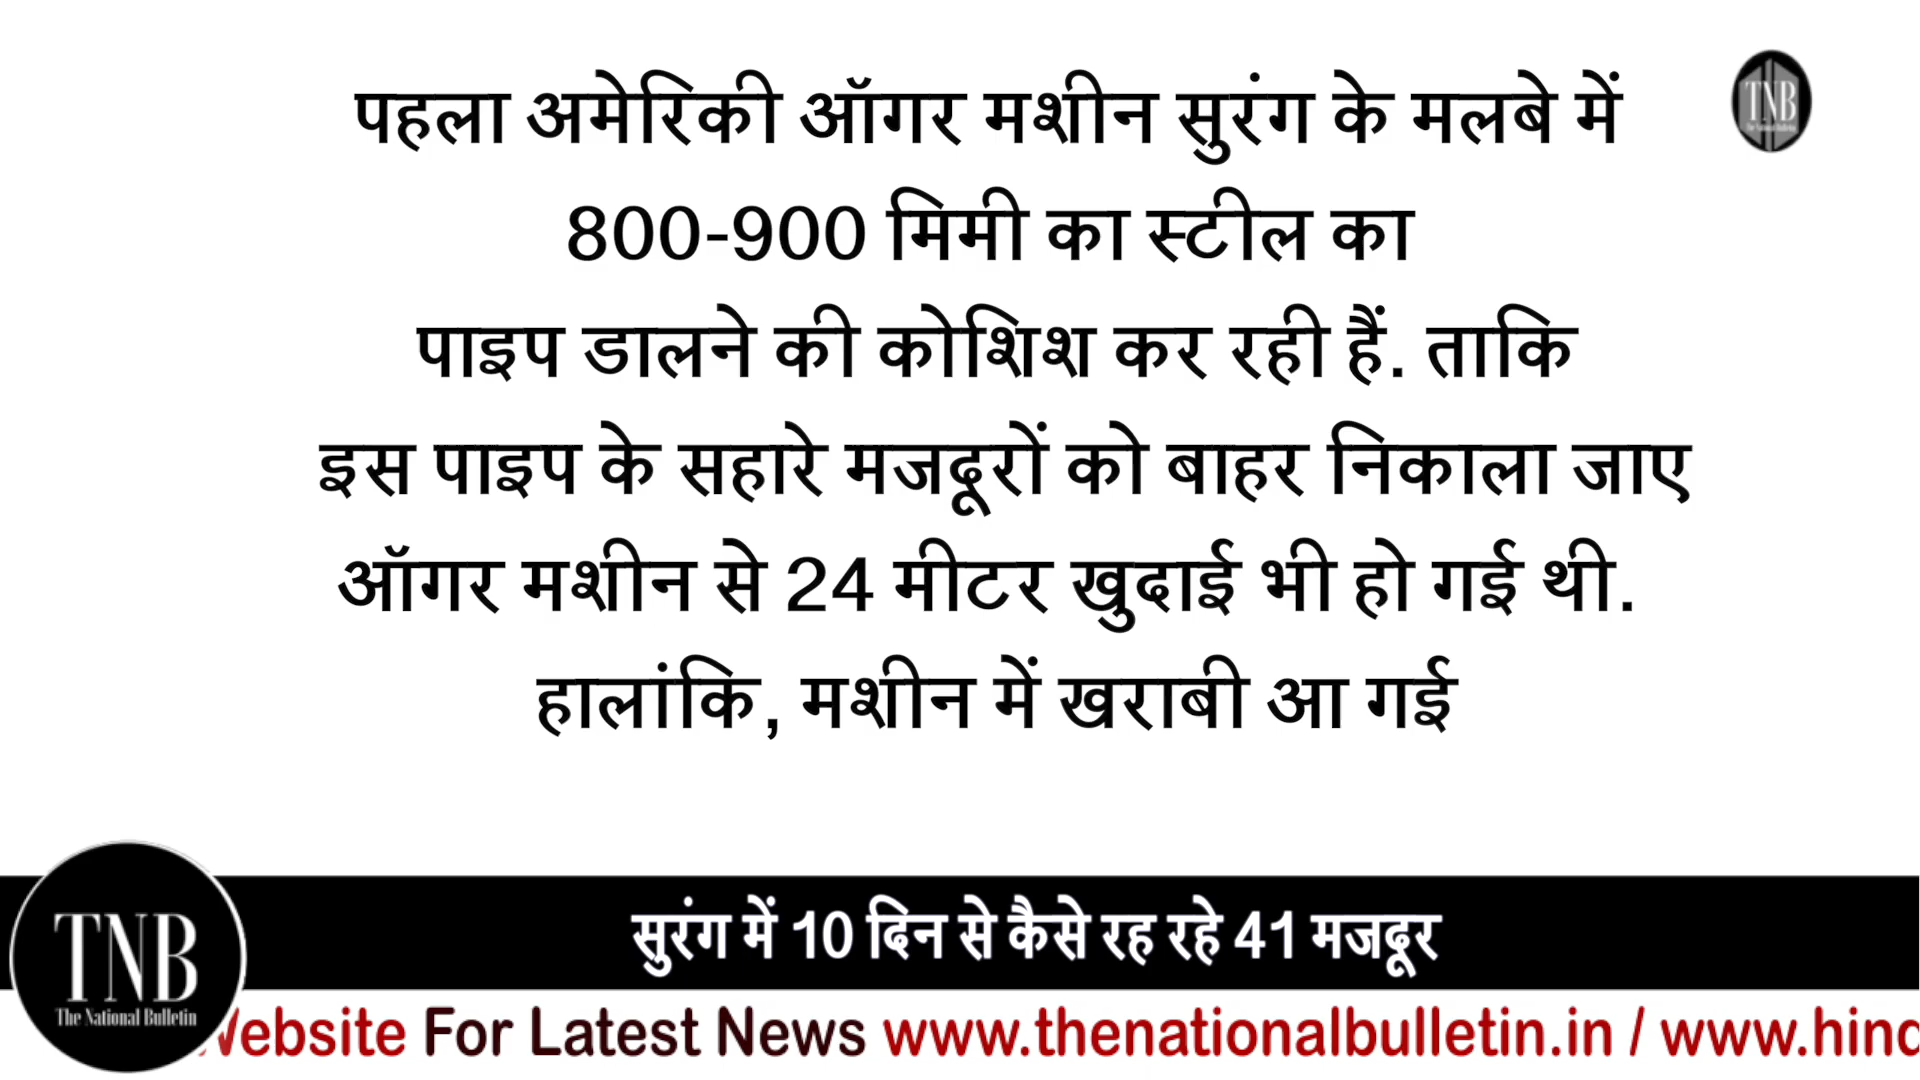 पहला अमेरिकी ऑगर मशीन सुरंग के मलबे में
TNB
800-900 मिमी का स्टील का
पाइप डालने की कोशिश कर रही हैं. ताकि
इस पाइप के सहारे मजदूरों को बाहर निकाला जाए
ऑगर मशीन से 24 मीटर खुदाई भी हो गई थी.
हालांकि, मशीन में खराबी आ गई
सुरंग में 10 दिन से कैसे रह रहे 41 मजदूर
TNB
The National Bulletin
Website For Latest News www.thenationalbulletin.in / www.hind